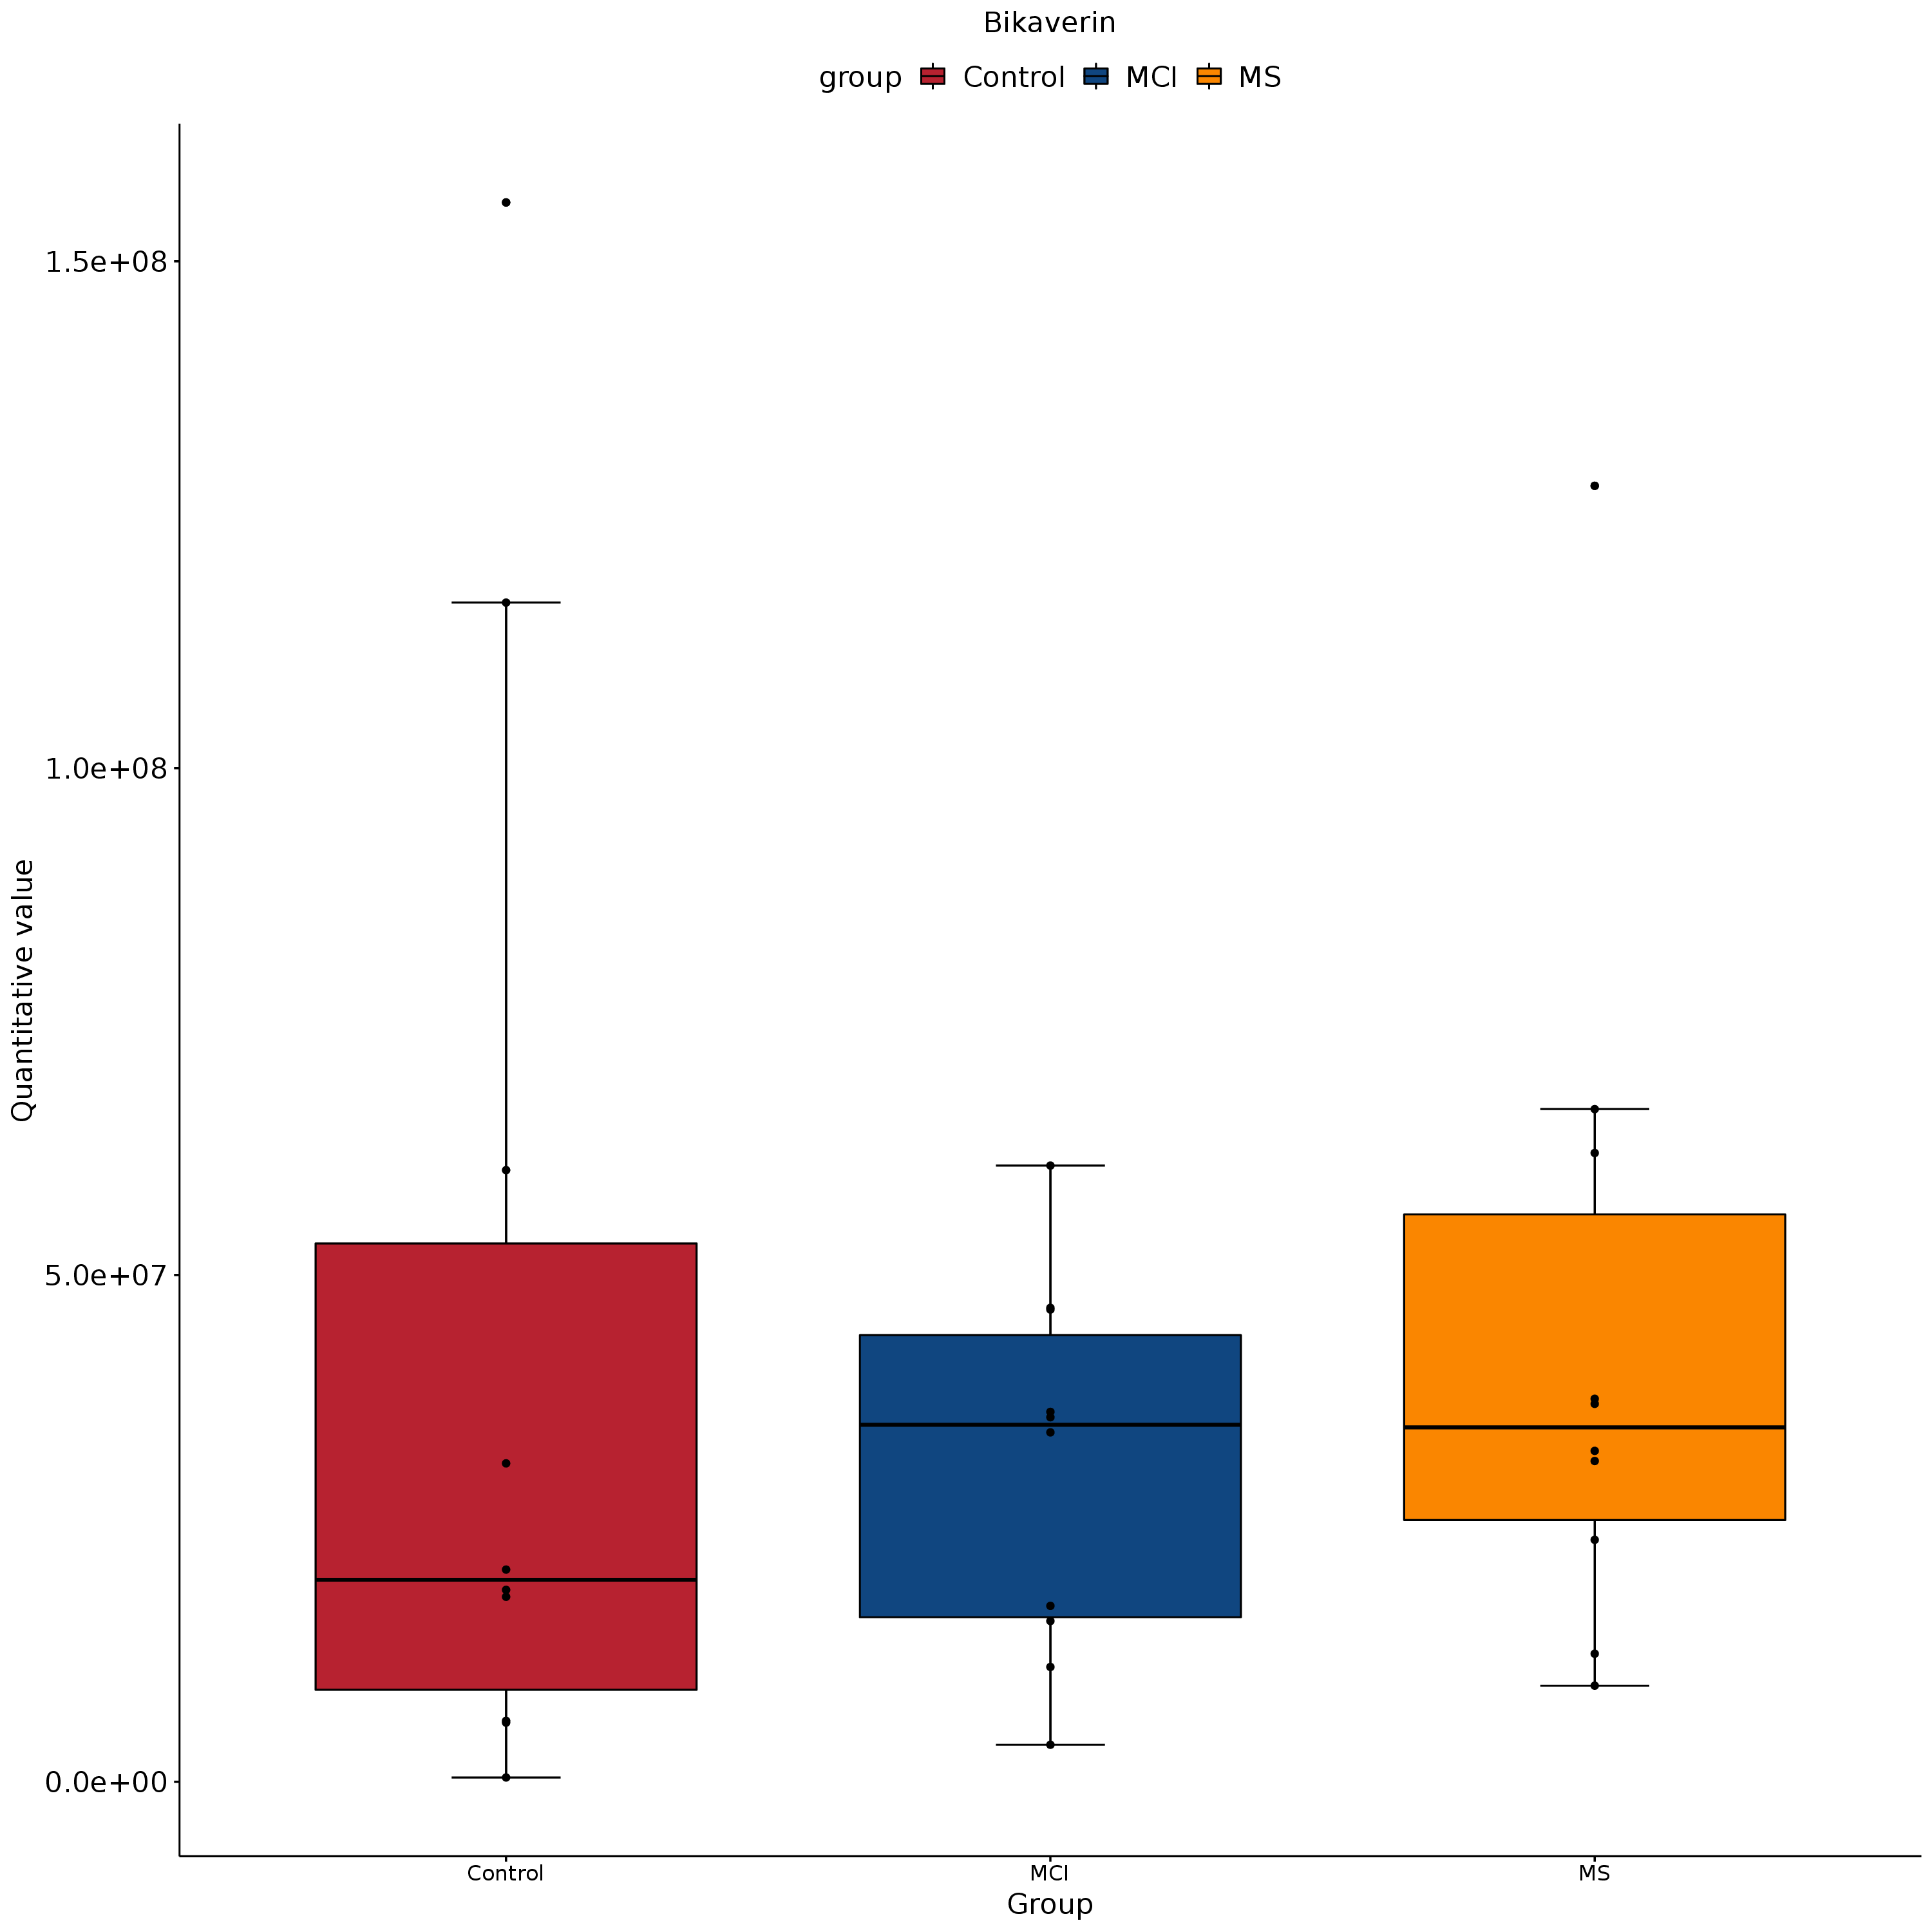 Bikaverin
group Control MCI MS
1.5e+08
1.0e+08
5.0e+07
0.0e+00
Quantitative value
Control MCI MS
Group